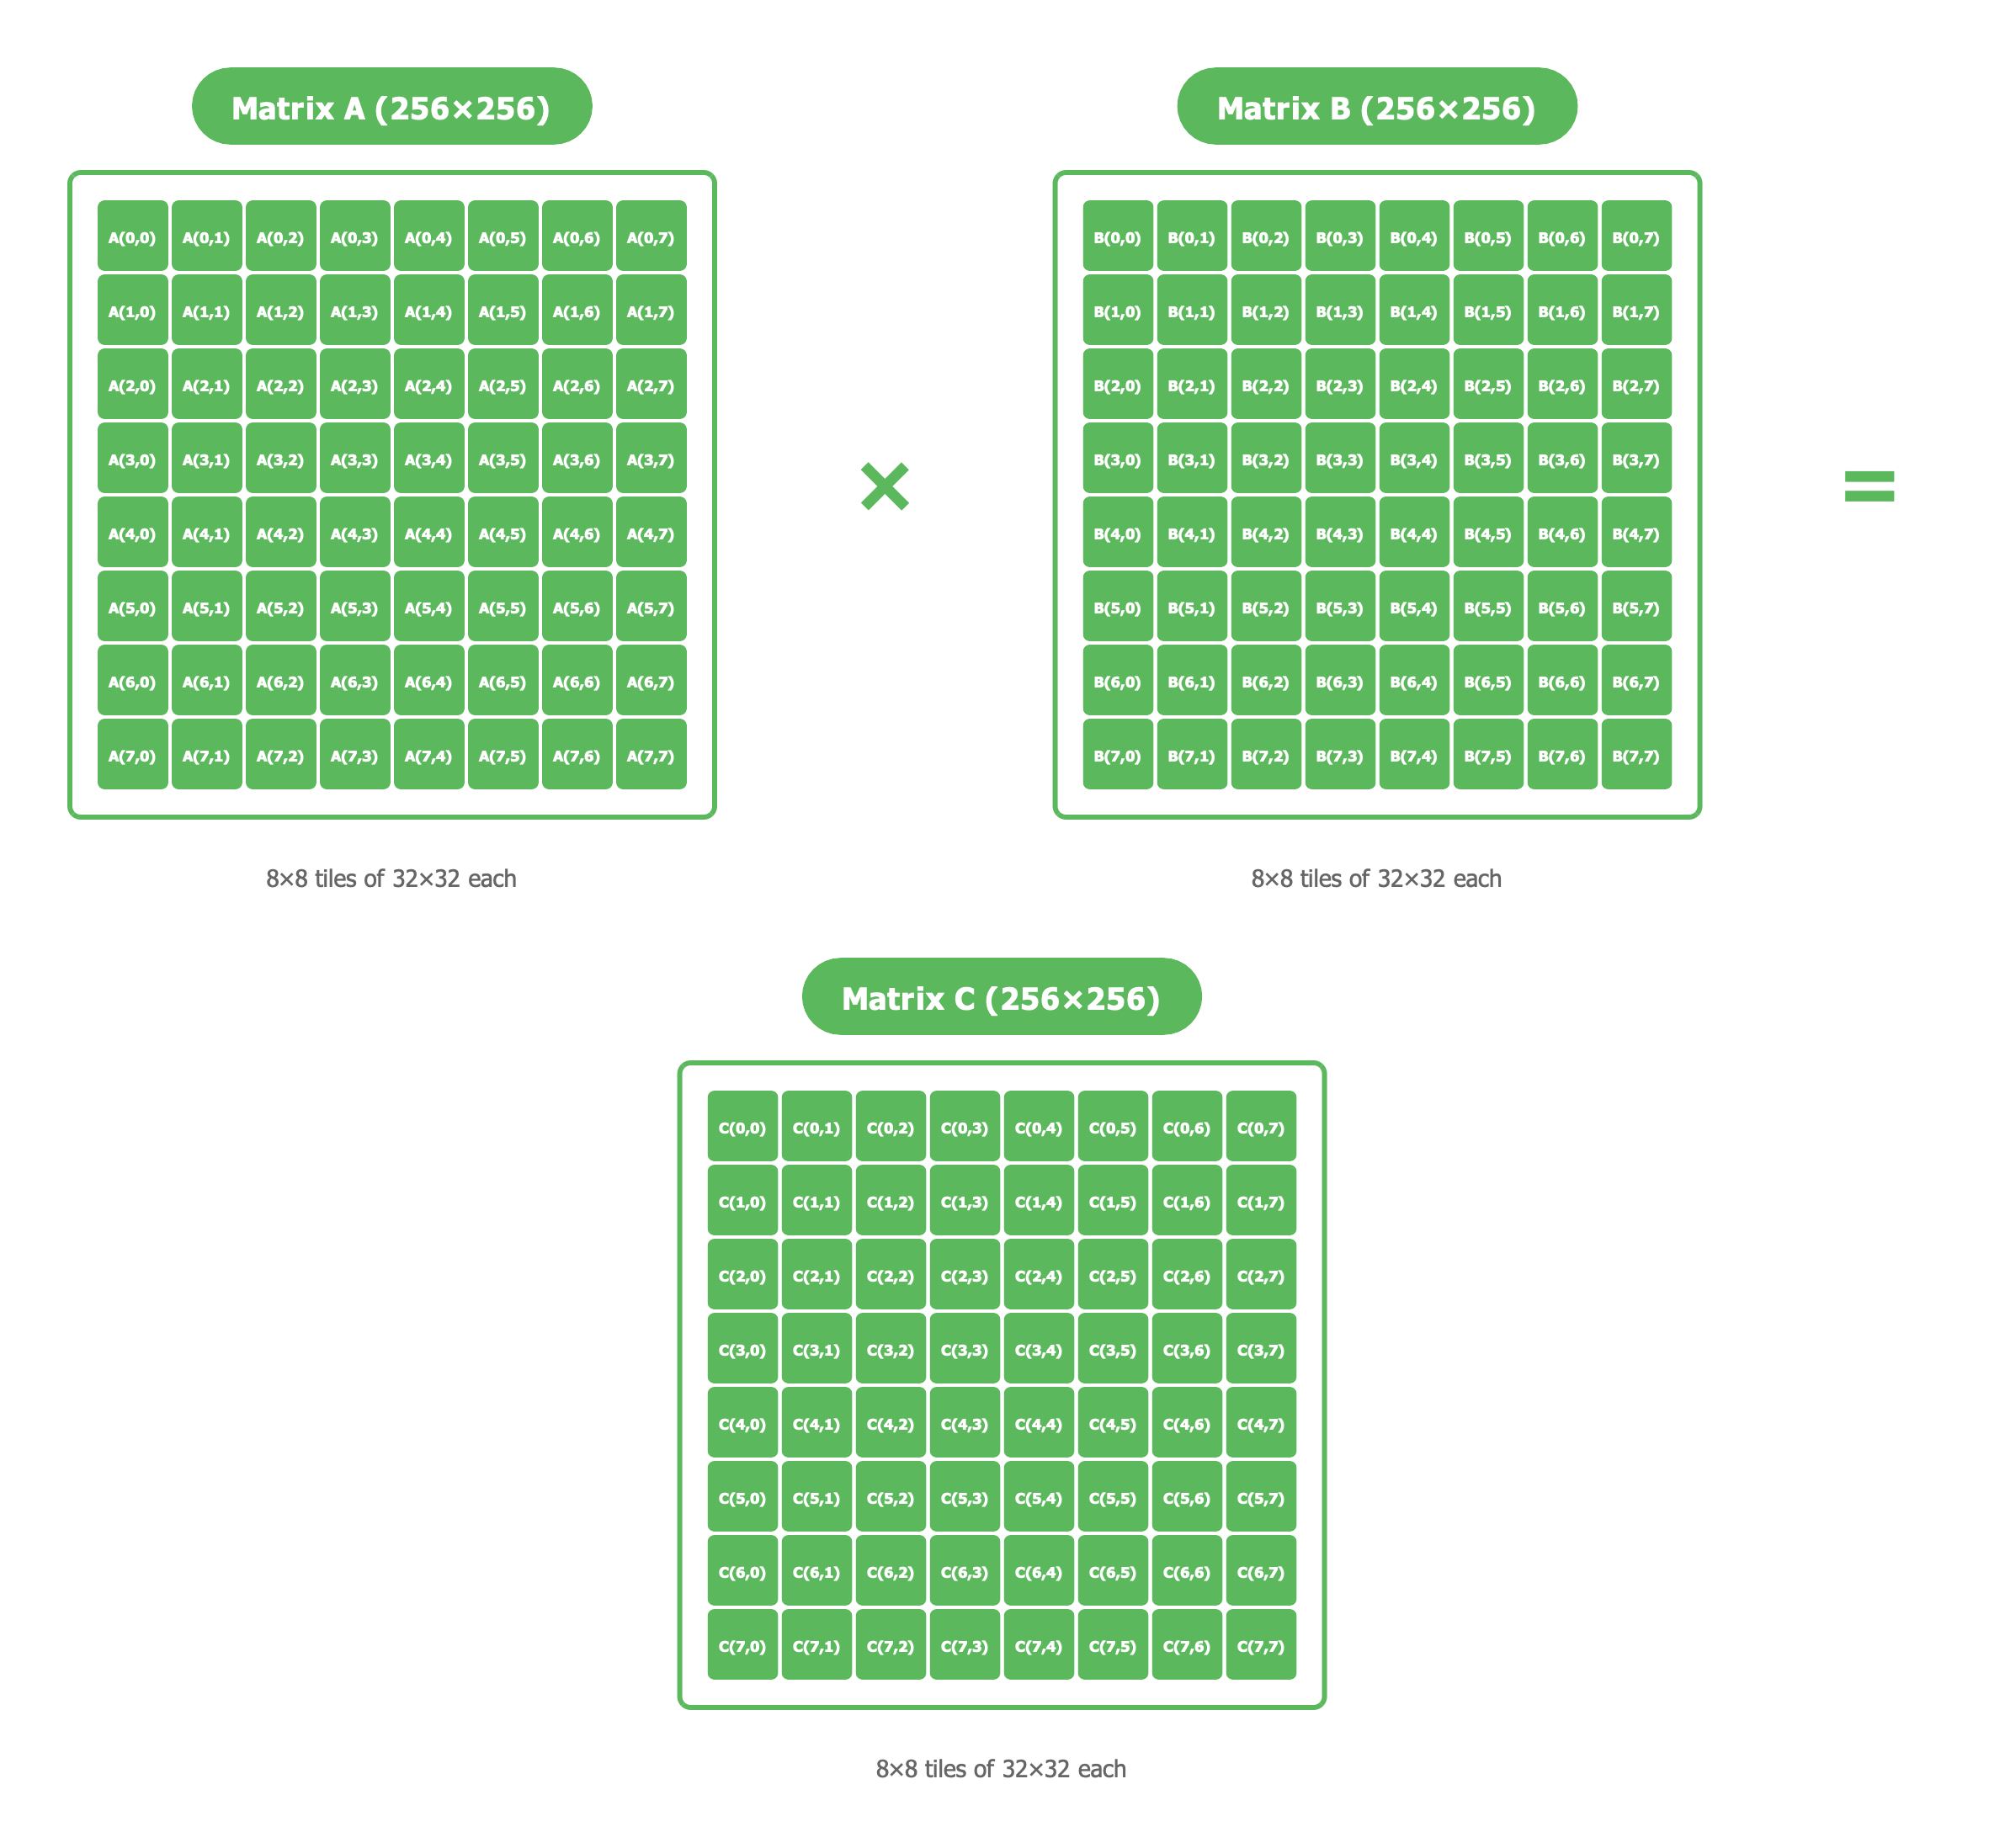 Matrix A (256×256)
Matrix B (256×256)
A(0,0) A(0,1) A(0,2) A(0,3) A(0,4) A(0,5) A(0,6) A(0,7)
A(1,0) A(1,1) A(1,2) A(1,3) A(1,4) A(1,5) A(1,6) A(1,7)
A(2,0) A(2,1) A(2,2) A(2,3) A(2,4) A(2,5) A(2,6) A(2,7)
A(3,0) A(3,1) A(3,2) A(3,3) A(3,4) A(3,5) A(3,6) A(3,7)
A(4,0) A(4,1) A(4,2) A(4,3) A(4,4) A(4,5) A(4,6) A(4,7)
A(5,0) A(5,1) A(5,2) A(5,3) A(5,4) A(5,5) A(5,6) A(5,7)
A(6,0) A(6,1) A(6,2) A(6,3) A(6,4) A(6,5) A(6,6) A(6,7)
A(7,0) A(7,1) A(7,2) A(7,3) A(7,4) A(7,5) A(7,6) A(7,7)
×
B(0,0) B(0,1) B(0,2) B(0,3) B(0,4) B(0,5) B(0,6) B(0,7)
B(1,0) B(1,1) B(1,2) B(1,3) B(1,4) B(1,5) B(1,6) B(1,7)
B(2,0) B(2,1) B(2,2) B(2,3) B(2,4) B(2,5) B(2,6) B(2,7)
B(3,0) B(3,1) B(3,2) B(3,3) B(3,4) B(3,5) B(3,6) B(3,7)
B(4,0) B(4,1) B(4,2) B(4,3) B(4,4) B(4,5) B(4,6) B(4,7)
B(5,0) B(5,1) B(5,2) B(5,3) B(5,4) B(5,5) B(5,6) B(5,7)
B(6,0) B(6,1) B(6,2) B(6,3) B(6,4) B(6,5) B(6,6) B(6,7)
B(7,0) B(7,1) B(7,2) B(7,3) B(7,4) B(7,5) B(7,6) B(7,7)
=
8×8 tiles of 32×32 each
8×8 tiles of 32×32 each
Matrix C (256×256)
C(0,0) C(0,1) C(0,2) C(0,3) C(0,4) C(0,5) C(0,6) C(0,7)
C(1,0) C(1,1) C(1,2) C(1,3) C(1,4) C(1,5) C(1,6) C(1,7)
C(2,0) C(2,1) C(2,2) C(2,3) C(2,4) C(2,5) C(2,6) C(2,7)
C(3,0) C(3,1) C(3,2) C(3,3) C(3,4) C(3,5) C(3,6) C(3,7)
C(4,0) C(4,1) C(4,2) C(4,3) C(4,4) C(4,5) C(4,6) C(4,7)
C(5,0) C(5,1) C(5,2) C(5,3) C(5,4) C(5,5) C(5,6) C(5,7)
C(6,0) C(6,1) C(6,2) C(6,3) C(6,4) C(6,5) C(6,6) C(6,7)
C(7,0) C(7,1) C(7,2) C(7,3) C(7,4) C(7,5) C(7,6) C(7,7)
8×8 tiles of 32×32 each